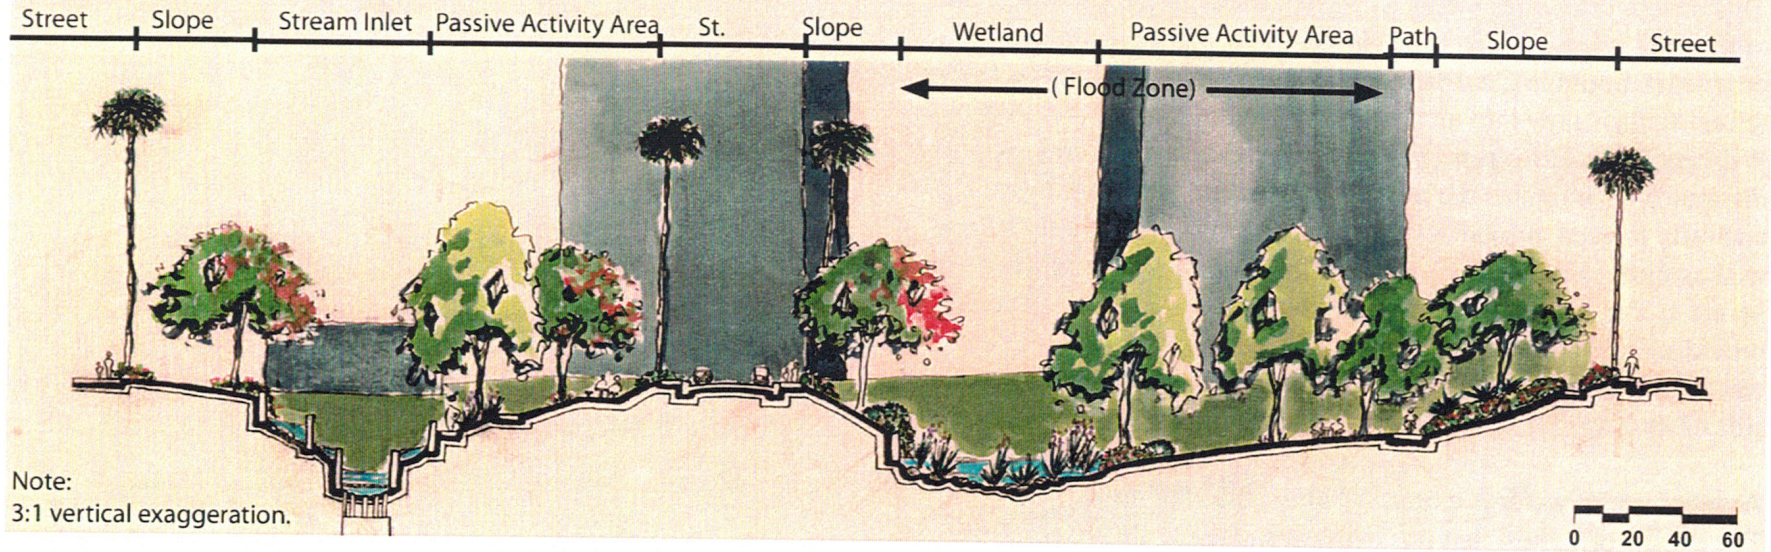 Street
Slope
Stream Inlet
Passive Activity Area
St.
Slope
Wetland
Passive Activity Area
Path
Slope
Street
( Flood Zone)
Note:
3:1 vertical exaggeration.
0 20 40 60